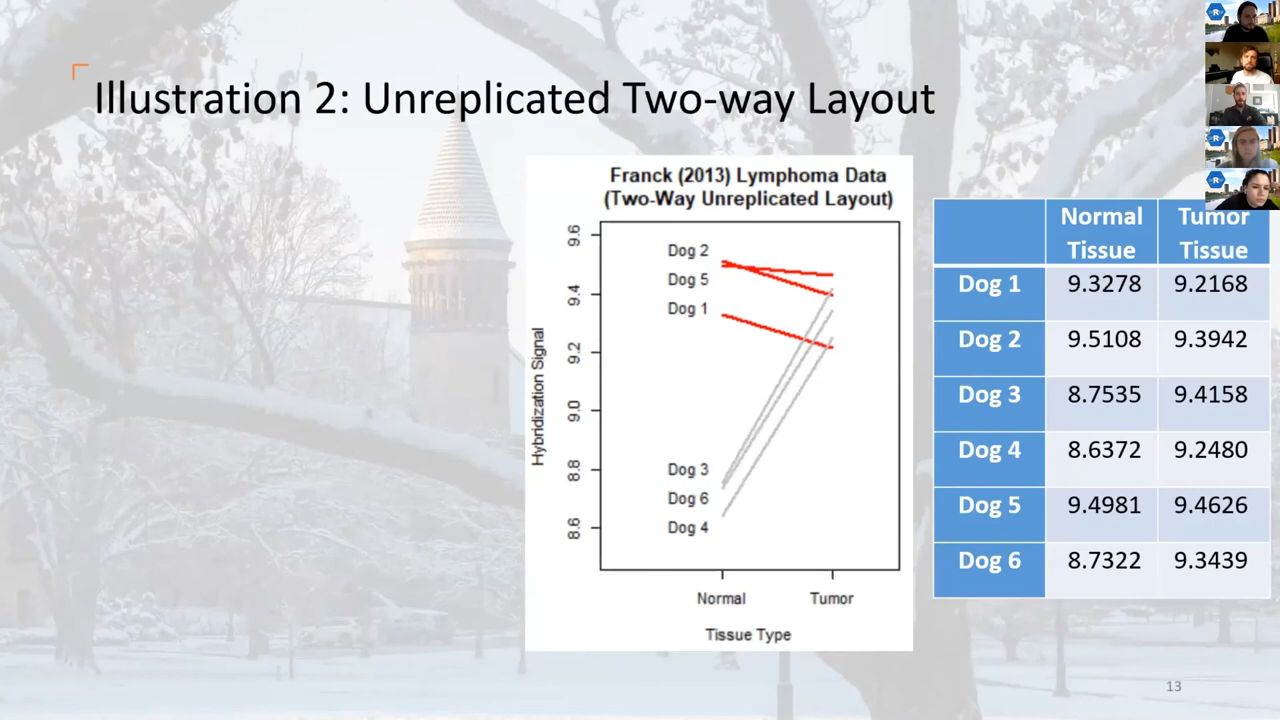 Illustration 2: Unreplicated Two-way Layout
Franck (2013) Lymphoma Data
(Two-Way Unreplicated Layout)
Hybridization Signal
9.6
9.4
9.2
9.0
8.8
8.6
Dog 2
Dog 5
Dog 1
Dog 3
Dog 6
Dog 4
Normal Tumor
Tissue Type
Normal Tissue Tumor Tissue
Dog 1 9.3278 9.2168
Dog 2 9.5108 9.3942
Dog 3 8.7535 9.4158
Dog 4 8.6372 9.2480
Dog 5 9.4981 9.4626
Dog 6 8.7322 9.3439
13
R
R
R